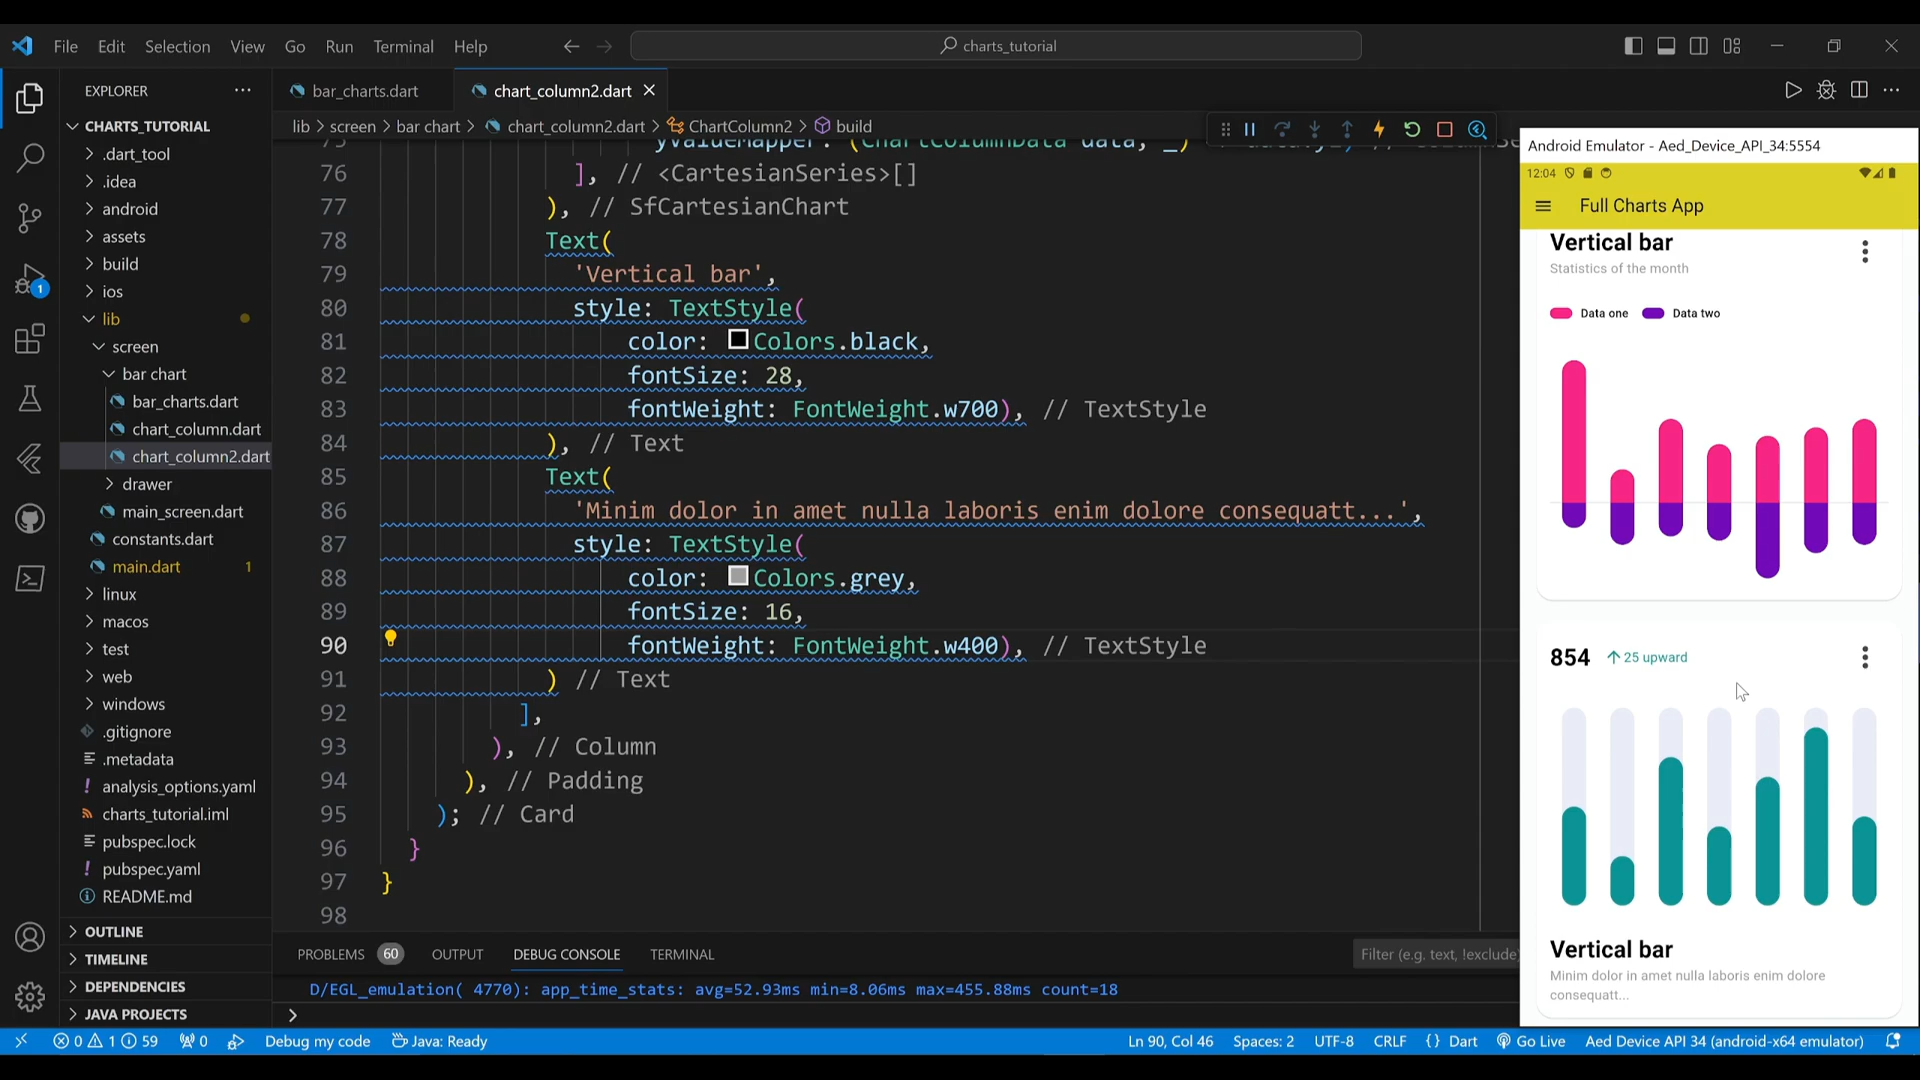 File Edit Selection View Go Run Terminal Help
charts_tutorial
EXPLORER
CHARTS_TUTORIAL
.dart_tool
.idea
android
assets
build
ios
lib
screen
bar chart
bar_charts.dart
chart_column.dart
chart_column2.dart
drawer
main_screen.dart
constants.dart
main.dart 1
linux
macos
test
web
windows
.gitignore
.metadata
analysis_options.yaml
charts_tutorial.iml
pubspec.lock
pubspec.yaml
README.md
OUTLINE
TIMELINE
DEPENDENCIES
JAVA PROJECTS
1
bar_charts.dart
chart_column2.dart
lib > screen > bar chart > chart_column2.dart > ChartColumn2 > build
75 yValueMapper: (ChartColumnData data, _)
76 ], // <CartesianSeries>[]
77 ), // SfCartesianChart
78 Text(
79 'Vertical bar',
80 style: TextStyle(
81 color: Colors.black,
82 fontSize: 28,
83 fontWeight: FontWeight.w700), // TextStyle
84 ), // Text
85 Text(
86 'Minim dolor in amet nulla laboris enim dolore consequatt...',
87 style: TextStyle(
88 color: Colors.grey,
89 fontSize: 16,
90 fontWeight: FontWeight.w400), // TextStyle
91 ) // Text
92 ],
93 ), // Column
94 ), // Padding
95 ); // Card
96 }
97 }
98
PROBLEMS 60 OUTPUT DEBUG CONSOLE TERMINAL
Filter (e.g. text, !exclude)
D/EGL_emulation( 4770): app_time_stats: avg=52.93ms min=8.06ms max=455.88ms count=18
Android Emulator - Aed_Device_API_34:5554
12:04
Full Charts App
Vertical bar
Statistics of the month
Data one Data two
854 25 upward
Vertical bar
Minim dolor in amet nulla laboris enim dolore
consequatt...
0 1 59 0 Debug my code Java: Ready
Ln 90, Col 46 Spaces: 2 UTF-8 CRLF {} Dart Go Live Aed Device API 34 (android-x64 emulator)